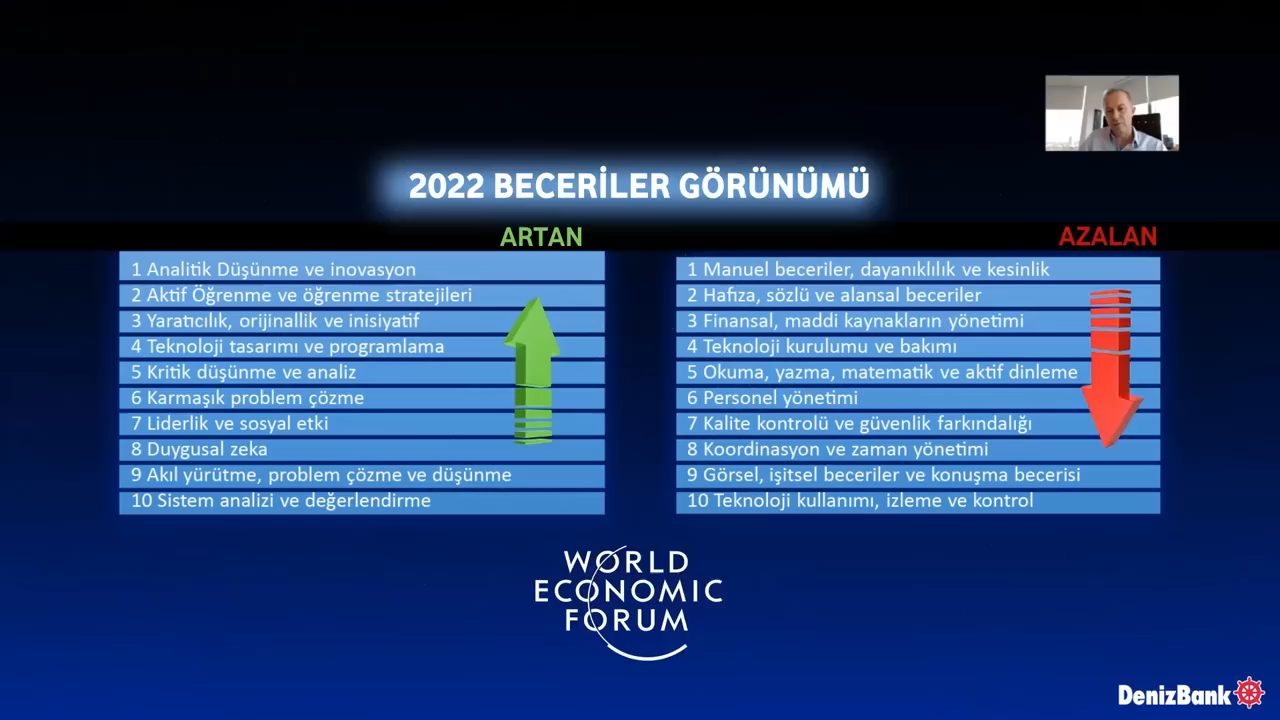 2022 BECERİLER GÖRÜNÜMÜ
ARTAN
1 Analitik Düşünme ve inovasyon
2 Aktif Öğrenme ve öğrenme stratejileri
3 Yaratıcılık, orijinallik ve inisiyatif
4 Teknoloji tasarımı ve programlama
5 Kritik düşünme ve analiz
6 Karmaşık problem çözme
7 Liderlik ve sosyal etki
8 Duygusal zeka
9 Akıl yürütme, problem çözme ve düşünme
10 Sistem analizi ve değerlendirme
AZALAN
1 Manuel beceriler, dayanıklılık ve kesinlik
2 Hafıza, sözlü ve alansal beceriler
3 Finansal, maddi kaynakların yönetimi
4 Teknoloji kurulumu ve bakımı
5 Okuma, yazma, matematik ve aktif dinleme
6 Personel yönetimi
7 Kalite kontrolü ve güvenlik farkındalığı
8 Koordinasyon ve zaman yönetimi
9 Görsel, işitsel beceriler ve konuşma becerisi
10 Teknoloji kullanımı, izleme ve kontrol
WORLD
ECONOMIC
FORUM
DenizBank